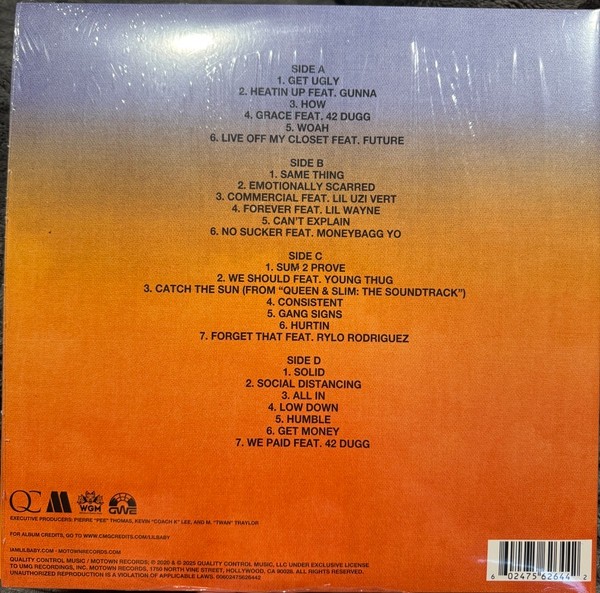 SIDE A
1. GET UGLY
2. HEATIN UP FEAT. GUNNA
3. HOW
4. GRACE FEAT. 42 DUGG
5. WOAH
6. LIVE OFF MY CLOSET FEAT. FUTURE
SIDE B
1. SAME THING
2. EMOTIONALLY SCARRED
3. COMMERCIAL FEAT. LIL UZI VERT
4. FOREVER FEAT. LIL WAYNE
5. CAN'T EXPLAIN
6. NO SUCKER FEAT. MONEYBAGG YO
SIDE C
1. SUM 2 PROVE
2. WE SHOULD FEAT. YOUNG THUG
3. CATCH THE SUN (FROM "QUEEN & SLIM: THE SOUNDTRACK")
4. CONSISTENT
5. GANG SIGNS
6. HURTIN
7. FORGET THAT FEAT. RYLO RODRIGUEZ
SIDE D
1. SOLID
2. SOCIAL DISTANCING
3. ALL IN
4. LOW DOWN
5. HUMBLE
6. GET MONEY
7. WE PAID FEAT. 42 DUGG
QC M WGM GWE
EXECUTIVE PRODUCERS: PIERRE "PEE" THOMAS, KEVIN "COACH K" LEE, AND M. "TWAN" TRAYLOR
FOR ALBUM CREDITS, GO TO WWW.CMSCREDITS.COM/LILBABY
IAMLILBABY.COM · MOTOWNRECORDS.COM
QUALITY CONTROL MUSIC / MOTOWN RECORDS; ℗ 2020 & © 2025 QUALITY CONTROL MUSIC, LLC UNDER EXCLUSIVE LICENSE
TO UMG RECORDINGS, INC. MOTOWN RECORDS, 1750 NORTH VINE STREET, HOLLYWOOD, CA 90028. ALL RIGHTS RESERVED.
UNAUTHORIZED REPRODUCTION IS A VIOLATION OF APPLICABLE LAWS. 00602475626442
6 02475 62644 2